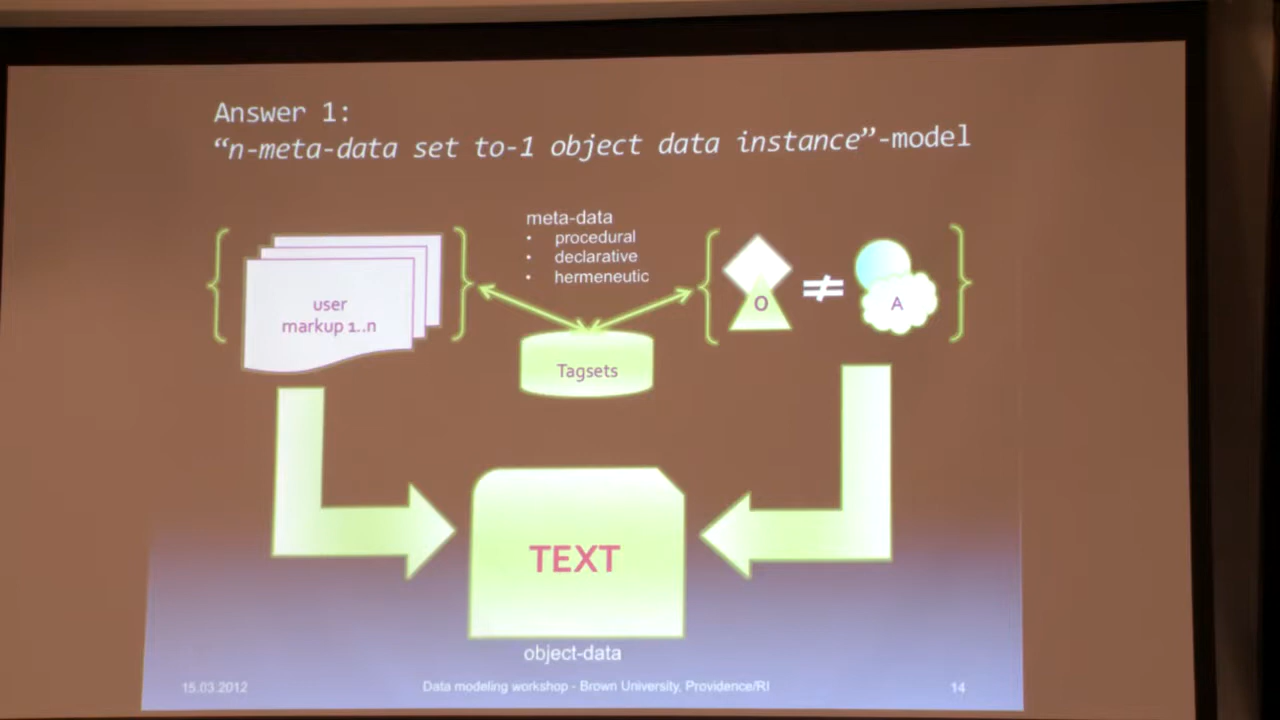 Answer 1:
“n-meta-data set to-1 object data instance”-model
meta-data
• procedural
• declarative
• hermeneutic
user
markup 1..n
O
≠
A
Tagsets
TEXT
object-data
15.03.2012
Data modeling workshop - Brown University, Providence/RI
14